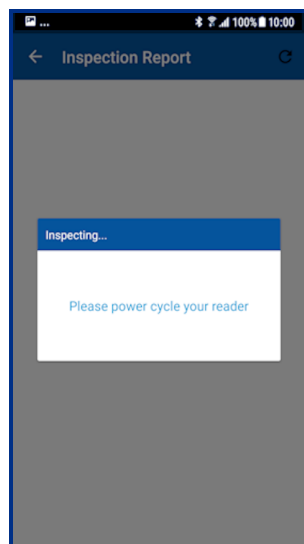 ... 100% 10:00
Inspection Report
Inspecting...
Please power cycle your reader